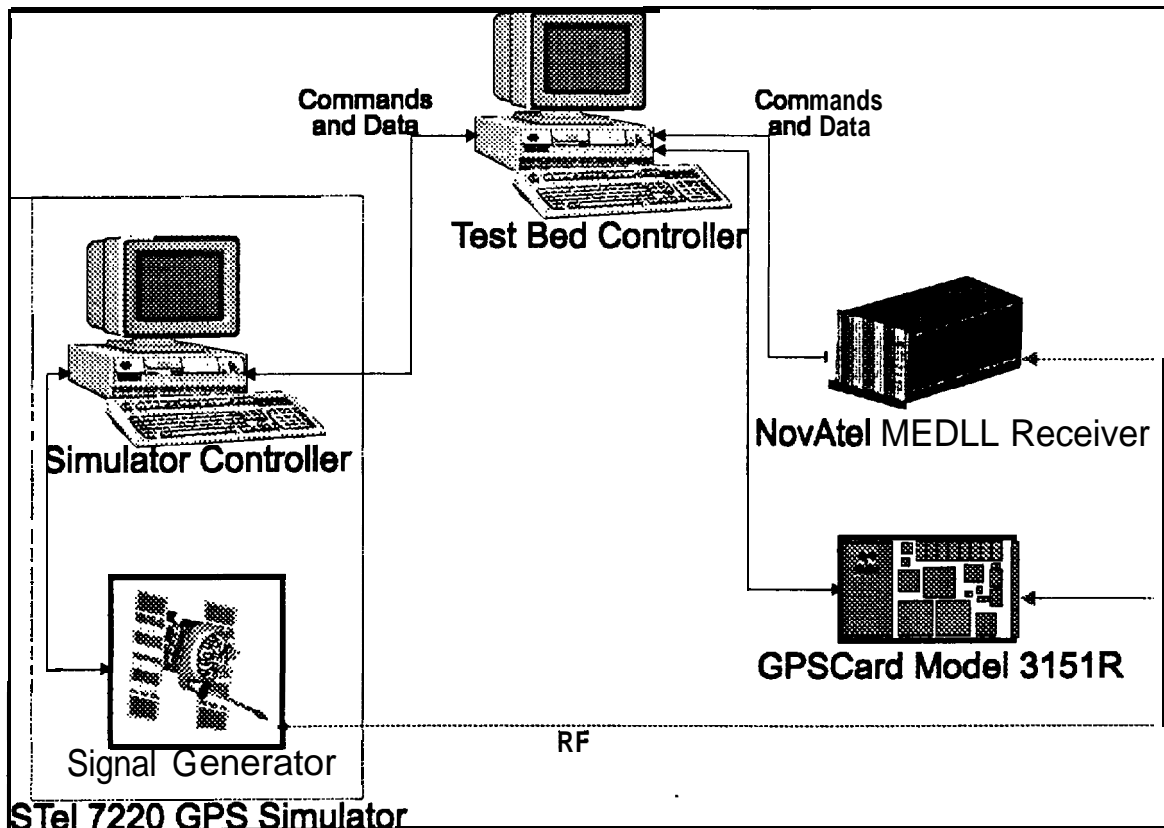 Commands
and Data
Commands
and Data
Test Bed Controller
Simulator Controller
NovAtel MEDLL Receiver
GPSCard Model 3151R
RF
Signal Generator
STel 7220 GPS Simulator